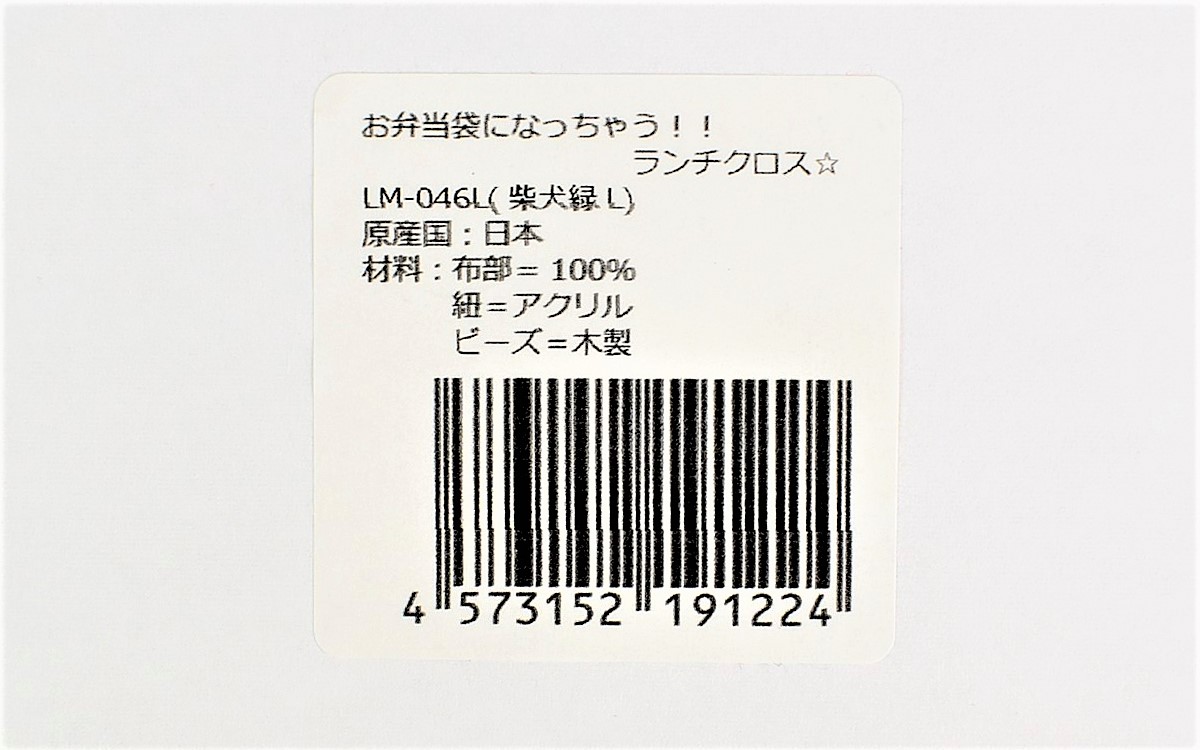 お弁当袋になっちゃう！！
ランチクロス☆
LM-046L( 柴犬緑 L)
原産国：日本
材料：布部＝ 100%
紐＝アクリル
ビーズ＝木製
4 573152 191224